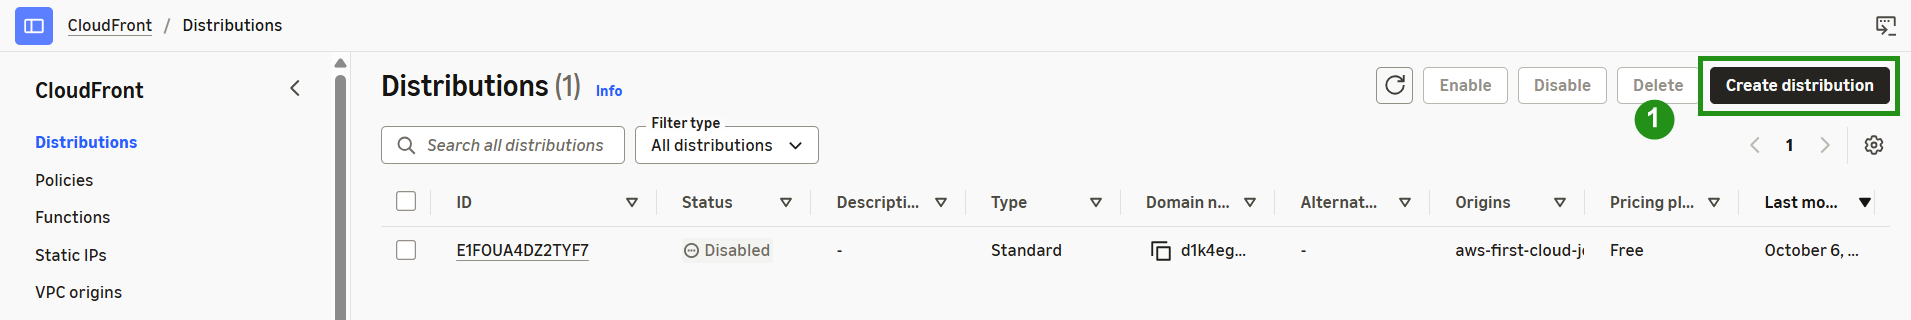 CloudFront / Distributions
CloudFront
Distributions
Policies
Functions
Static IPs
VPC origins
Distributions (1) Info
Enable Disable Delete Create distribution
1
Search all distributions
Filter type
All distributions
1
ID Status Descripti... Type Domain n... Alternat... Origins Pricing pl... Last mo...
E1FOUA4DZ2TYF7 Disabled - Standard d1k4eg... - aws-first-cloud-j Free October 6, ...